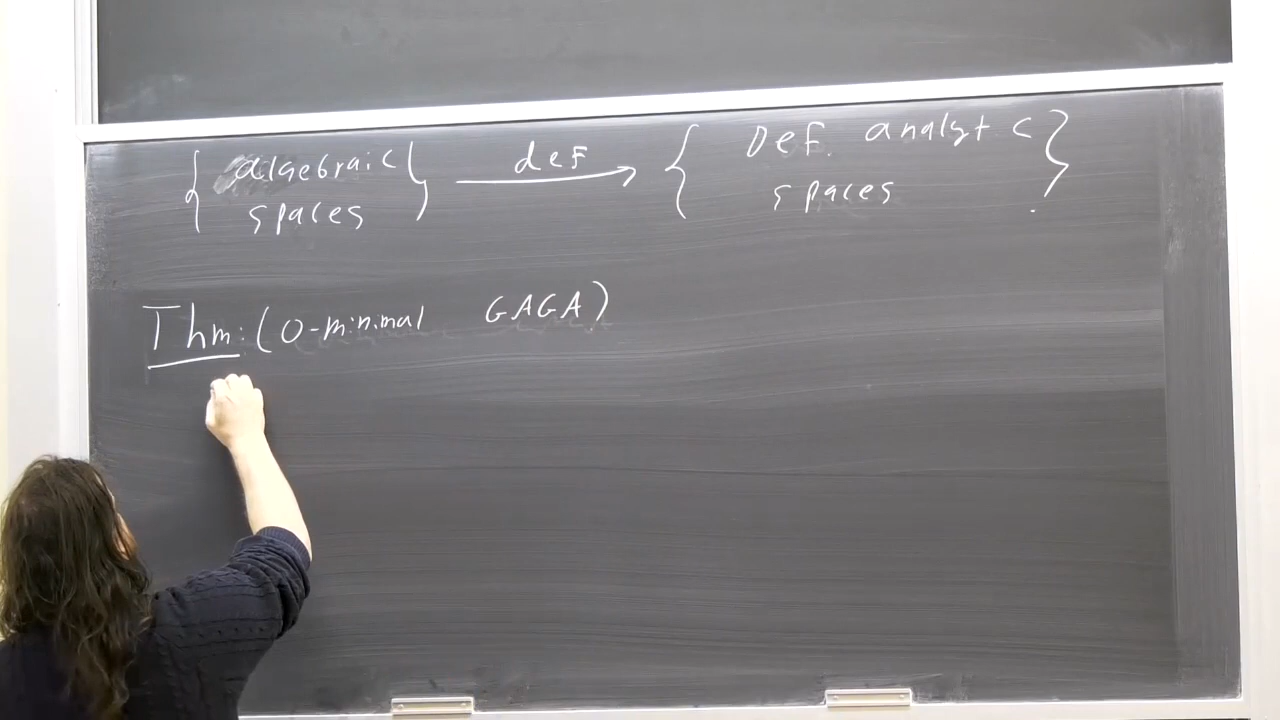 { algebraic spaces } def → { Def. analytic spaces }
Thm: (O-minimal GAGA)